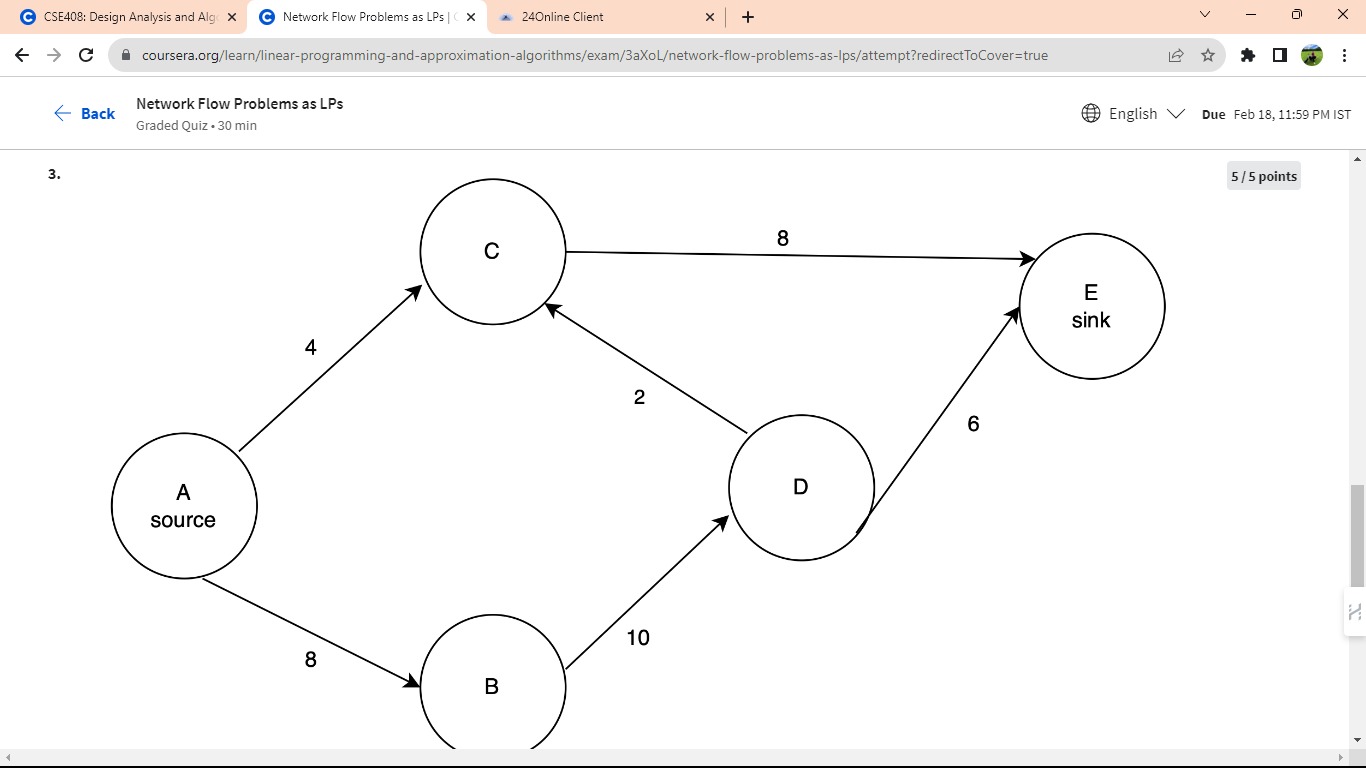 CSE408: Design Analysis and Alg
Network Flow Problems as LPs |
24Online Client
coursera.org/learn/linear-programming-and-approximation-algorithms/exam/3aXoL/network-flow-problems-as-lps/attempt?redirectToCover=true
Back
Network Flow Problems as LPs
Graded Quiz • 30 min
English
Due Feb 18, 11:59 PM IST
3.
5 / 5 points
C
8
E
sink
4
2
6
A
source
D
8
10
B